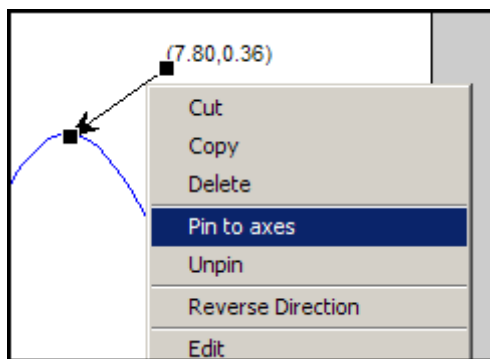 (7.80,0.36)
Cut
Copy
Delete
Pin to axes
Unpin
Reverse Direction
Edit